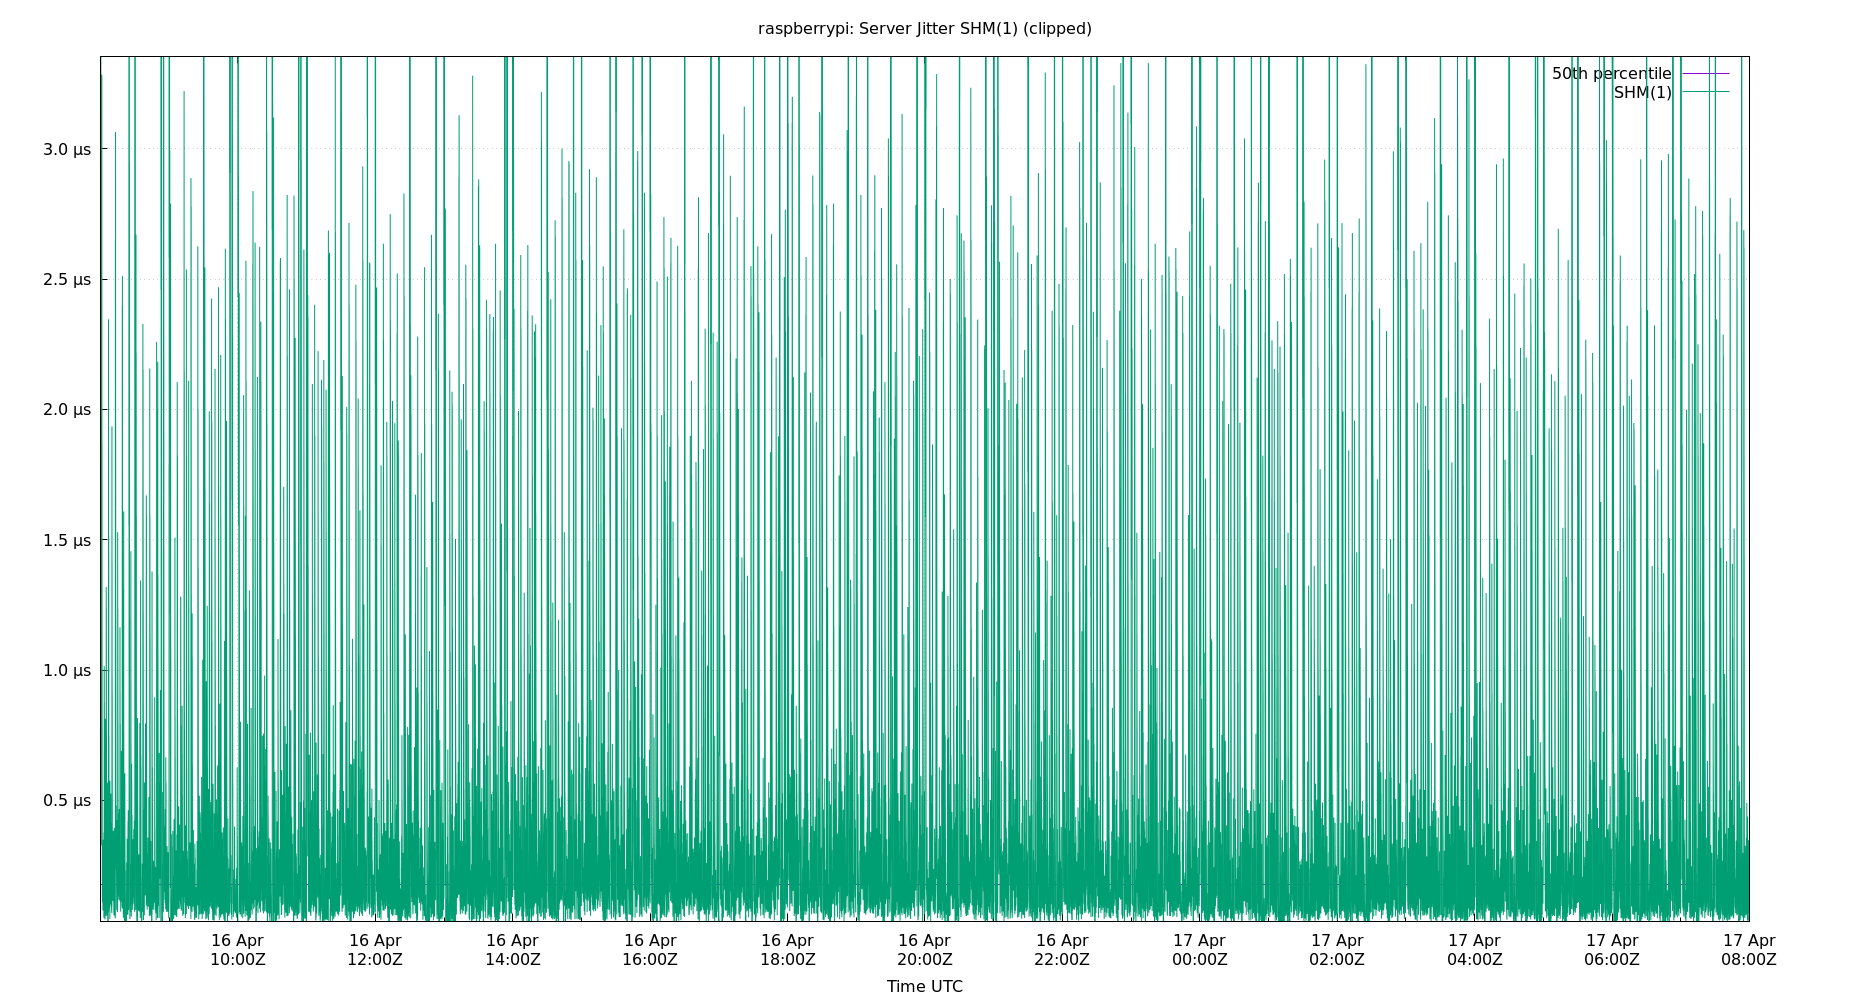 raspberrypi: Server Jitter SHM(1) (clipped)
50th percentile
SHM(1)
3.0 µs
2.5 µs
2.0 µs
1.5 µs
1.0 µs
0.5 µs
16 Apr 16 Apr 16 Apr 16 Apr 16 Apr 16 Apr 16 Apr 17 Apr 17 Apr 17 Apr 17 Apr 17 Apr
10:00Z 12:00Z 14:00Z 16:00Z 18:00Z 20:00Z 22:00Z 00:00Z 02:00Z 04:00Z 06:00Z 08:00Z
Time UTC